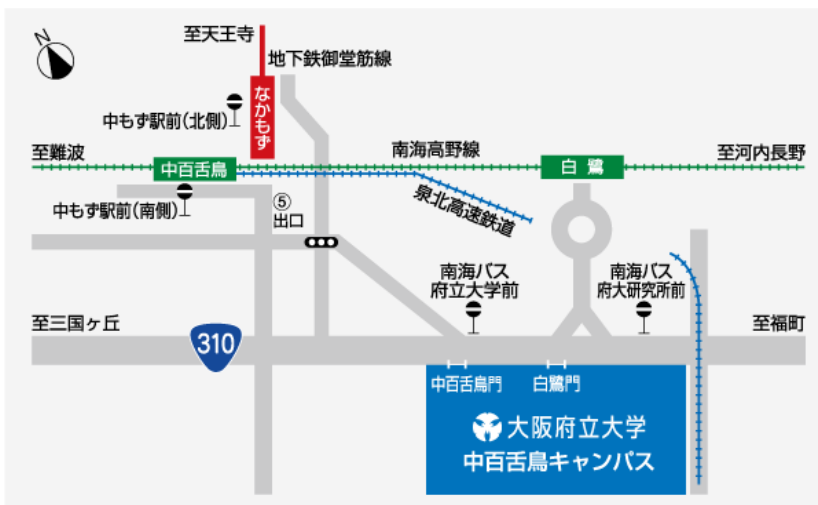 N
至天王寺
地下鉄御堂筋線
なかもず
中もず駅前(北側)
至難波
南海高野線
至河内長野
中百舌鳥
白鷺
中もず駅前(南側)
⑤
出口
泉北高速鉄道
南海バス
府立大学前
南海バス
府大研究所前
至三国ヶ丘
310
至福町
中百舌鳥門
白鷺門
大阪府立大学
中百舌鳥キャンパス